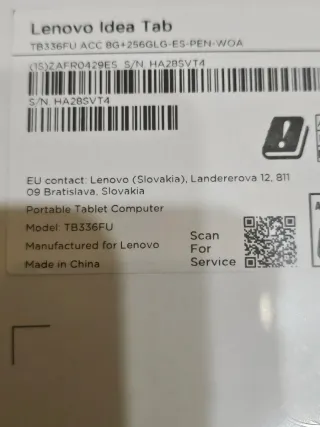 Lenovo Idea Tab
TB336FU ACC 8G+256GLG-ES-PEN-WOA
(1S)ZAFR0429ES S/N HA2BSVT4
S/N HA2BSVT4
EU contact: Lenovo (Slovakia), Landererova 12, 811
09 Bratislava, Slovakia
Portable Tablet Computer
Model: TB336FU
Manufactured for Lenovo
Made in China
Scan
For
Service